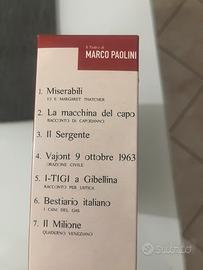 Il Teatro di
MARCO PAOLINI
1. Miserabili
IO E MARGARET THATCHER
2. La macchina del capo
RACCONTO DI CAPODANNO
3. Il Sergente
4. Vajont 9 ottobre 1963
ORAZIONE CIVILE
5. I-TIGI a Gibellina
RACCONTO PER USTICA
6. Bestiario italiano
I CANI DEL GAS
7. Il Milione
QUADERNO VENEZIANO
subito